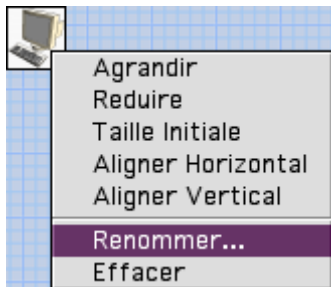 Agrandir
Reduire
Taille Initiale
Aligner Horizontal
Aligner Vertical
Renommer...
Effacer